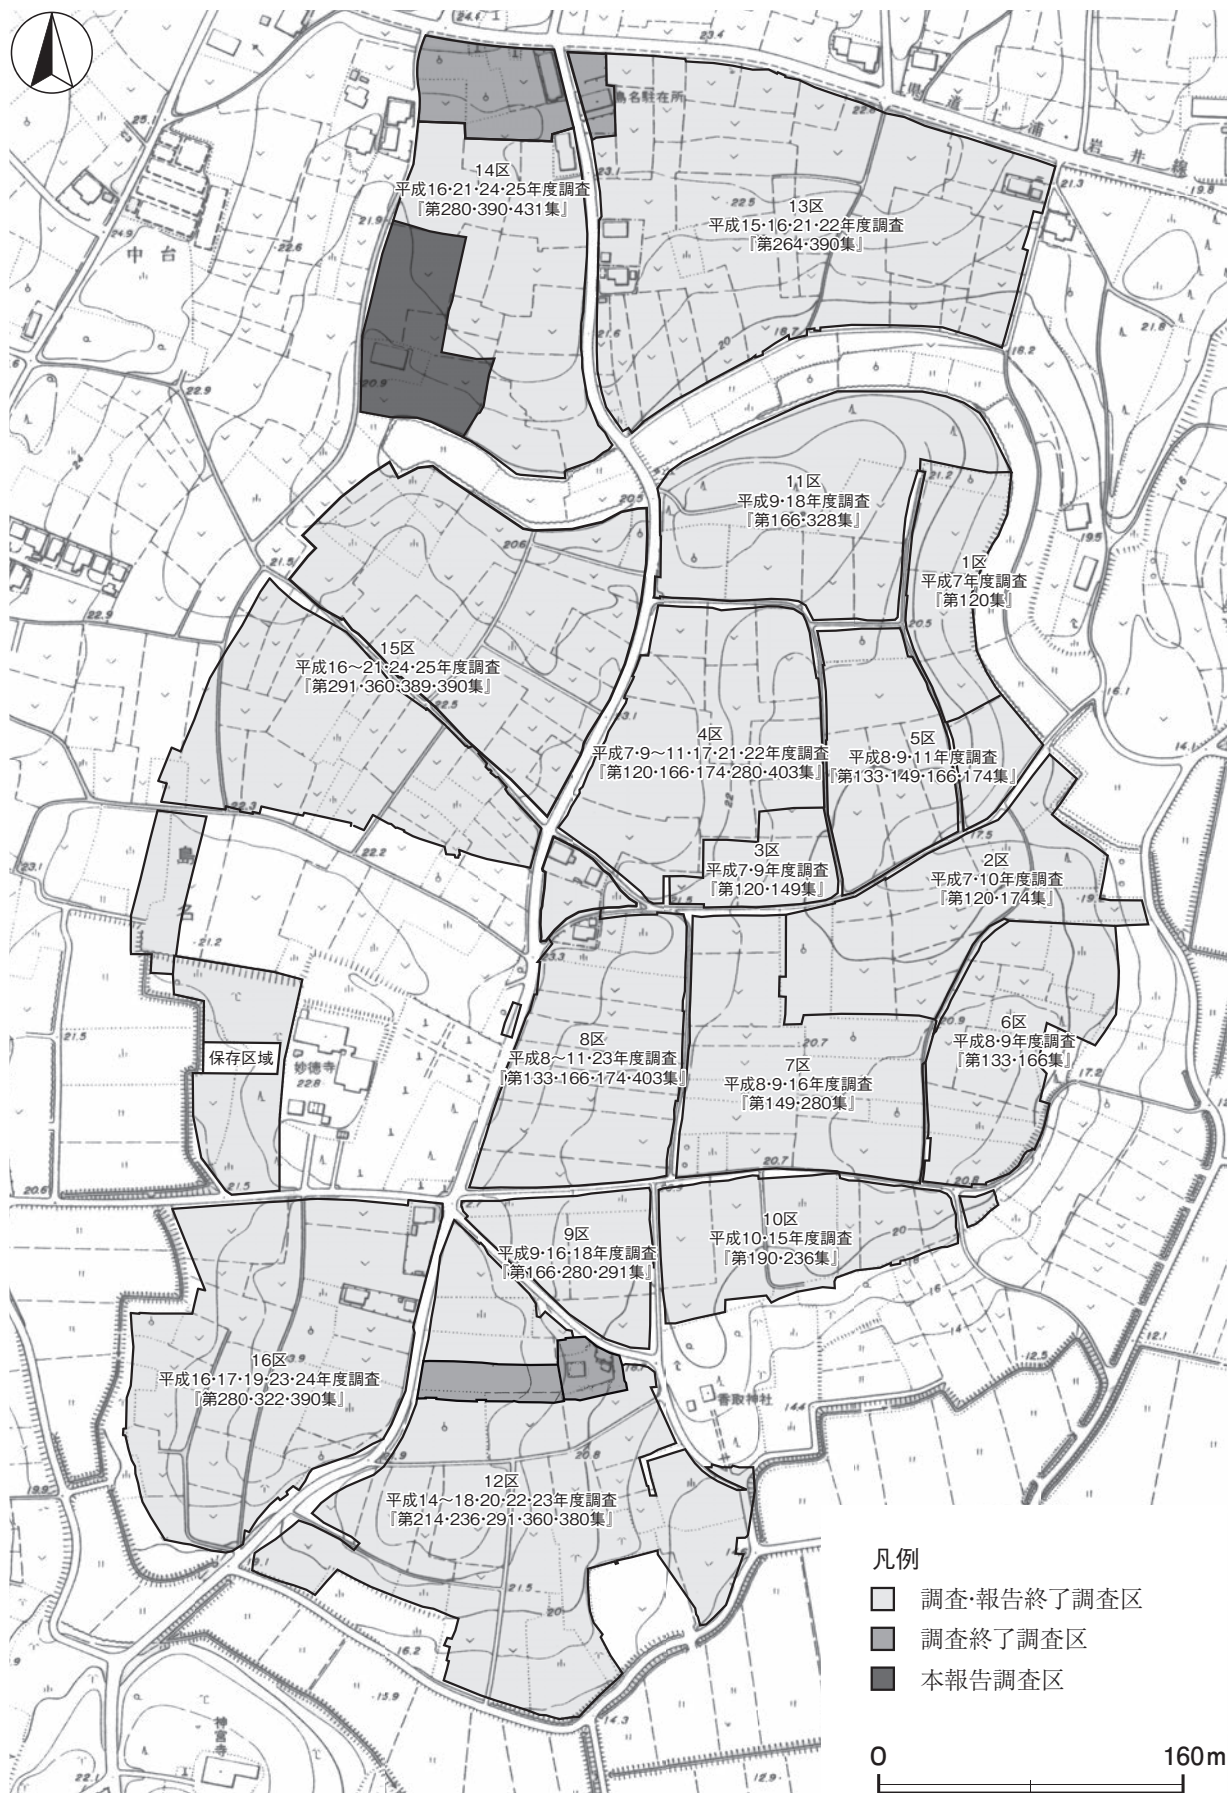 島名駐在所
県道土浦岩井線
中台
14区
平成16・21・24・25年度調査
『第280・390・431集』
13区
平成15・16・21・22年度調査
『第264・390集』
11区
平成9・18年度調査
『第166・328集』
1区
平成7年度調査
『第120集』
15区
平成16～21・24・25年度調査
『第291・360・389・390集』
4区
平成7・9～11・17・21・22年度調査
『第120・166・174・280・403集』
5区
平成8・9・11年度調査
『第133・149・166・174集』
3区
平成7・9年度調査
『第120・149集』
2区
平成7・10年度調査
『第120・174集』
島名
保存区域
妙徳寺
22.8
8区
平成8～11・23年度調査
『第133・166・174・403集』
7区
平成8・9・16年度調査
『第149・280集』
6区
平成8・9年度調査
『第133・166集』
9区
平成9・16・18年度調査
『第166・280・291集』
10区
平成10・15年度調査
『第190・236集』
16区
平成16・17・19・23・24年度調査
『第280・322・390集』
香取神社
12区
平成14～18・20・22・23年度調査
『第214・236・291・360・380集』
神宮寺
凡例
調査・報告終了調査区
調査終了調査区
本報告調査区
0 160m